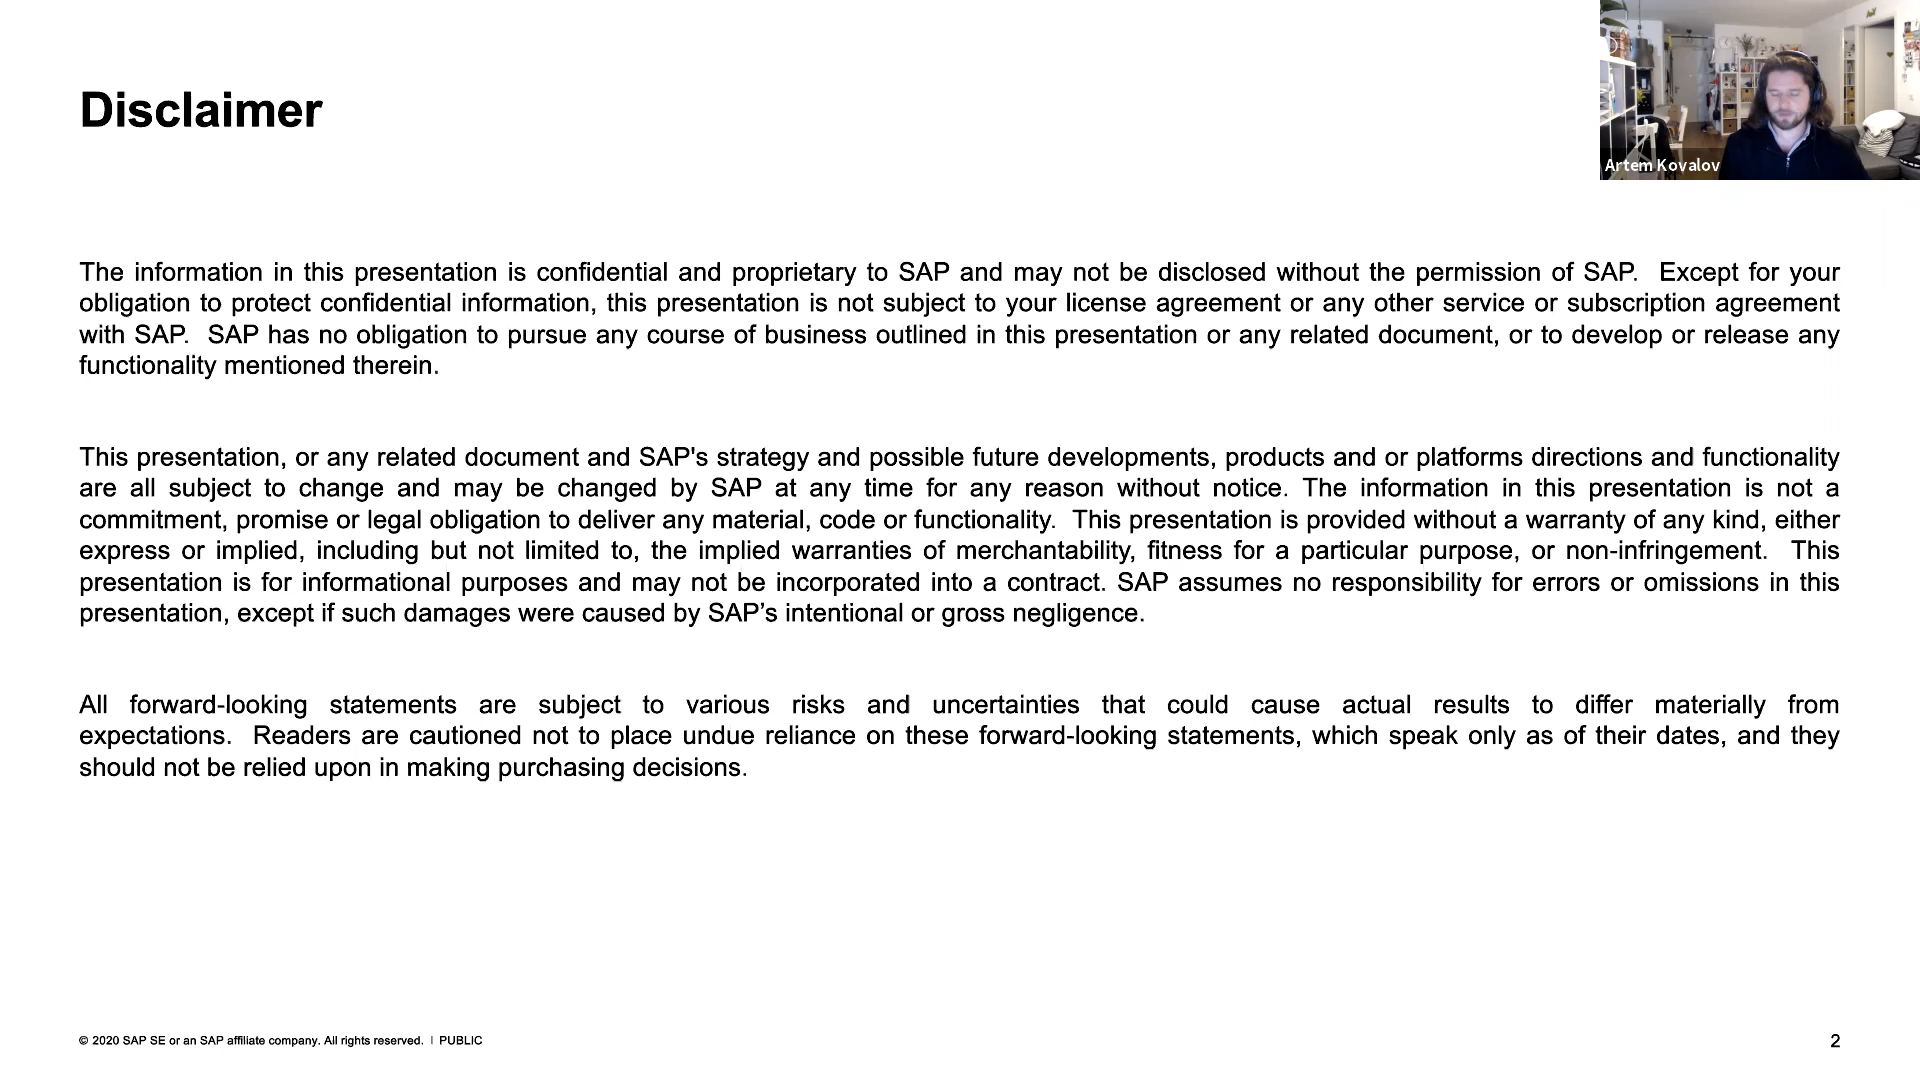 Disclaimer
Artem Kovalov
The information in this presentation is confidential and proprietary to SAP and may not be disclosed without the permission of SAP.  Except for your
obligation to protect confidential information, this presentation is not subject to your license agreement or any other service or subscription agreement
with SAP.  SAP has no obligation to pursue any course of business outlined in this presentation or any related document, or to develop or release any
functionality mentioned therein.
This presentation, or any related document and SAP's strategy and possible future developments, products and or platforms directions and functionality
are all subject to change and may be changed by SAP at any time for any reason without notice. The information in this presentation is not a
commitment, promise or legal obligation to deliver any material, code or functionality.  This presentation is provided without a warranty of any kind, either
express or implied, including but not limited to, the implied warranties of merchantability, fitness for a particular purpose, or non-infringement.  This
presentation is for informational purposes and may not be incorporated into a contract. SAP assumes no responsibility for errors or omissions in this
presentation, except if such damages were caused by SAP’s intentional or gross negligence.
All forward-looking statements are subject to various risks and uncertainties that could cause actual results to differ materially from
expectations.  Readers are cautioned not to place undue reliance on these forward-looking statements, which speak only as of their dates, and they
should not be relied upon in making purchasing decisions.
© 2020 SAP SE or an SAP affiliate company. All rights reserved. | PUBLIC
2